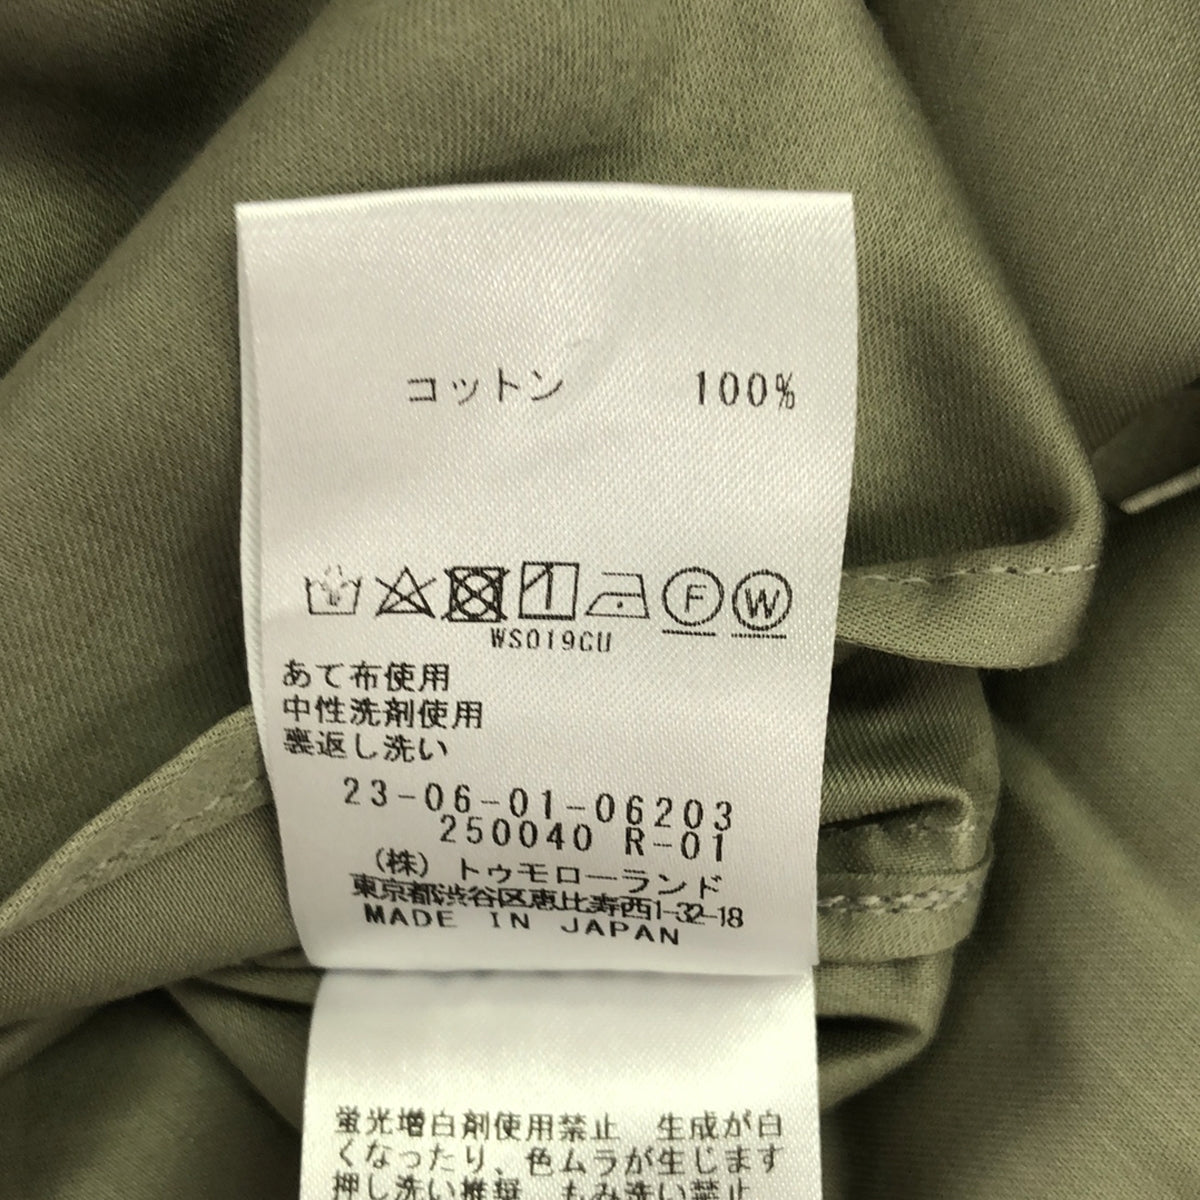 コットン 100%
F W
WS019CU
あて布使用
中性洗剤使用
裏返し洗い
23-06-01-06203
250040 R-01
(株) トゥモローランド
東京都渋谷区恵比寿西1-32-18
MADE IN JAPAN
蛍光増白剤使用禁止 生成が白
くなったり、色ムラが生じます
押し洗い推奨 もみ洗い禁止